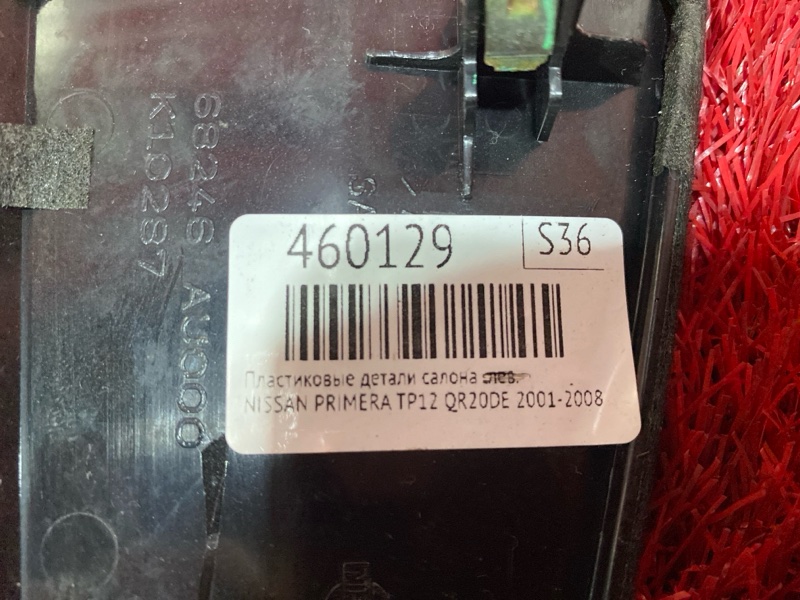 68246 AU000
K10287
460129
S36
Пластиковые детали салона лев.
NISSAN PRIMERA TP12 QR20DE 2001-2008